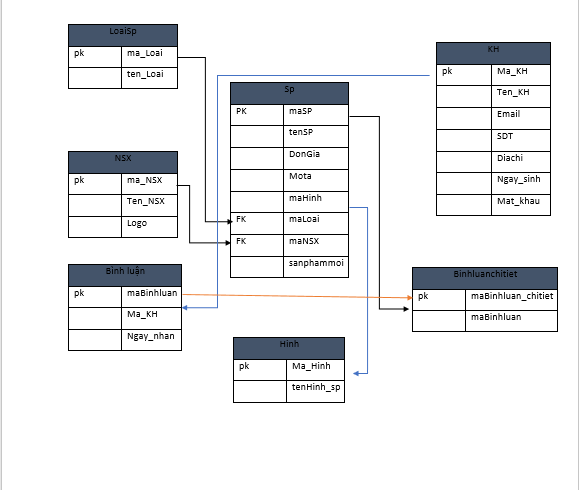 LoaiSp
pk ma_Loai
ten_Loai
KH
pk Ma_KH
Ten_KH
Email
SDT
Diachi
Ngay_sinh
Mat_khau
Sp
PK maSP
tenSP
DonGia
Mota
maHinh
FK maLoai
FK maNSX
sanphammoi
NSX
pk ma_NSX
Ten_NSX
Logo
Bình luận
pk maBinhluan
Ma_KH
Ngay_nhan
Binhluanchitiet
pk maBinhluan_chitiet
maBinhluan
Hinh
pk Ma_Hinh
tenHinh_sp